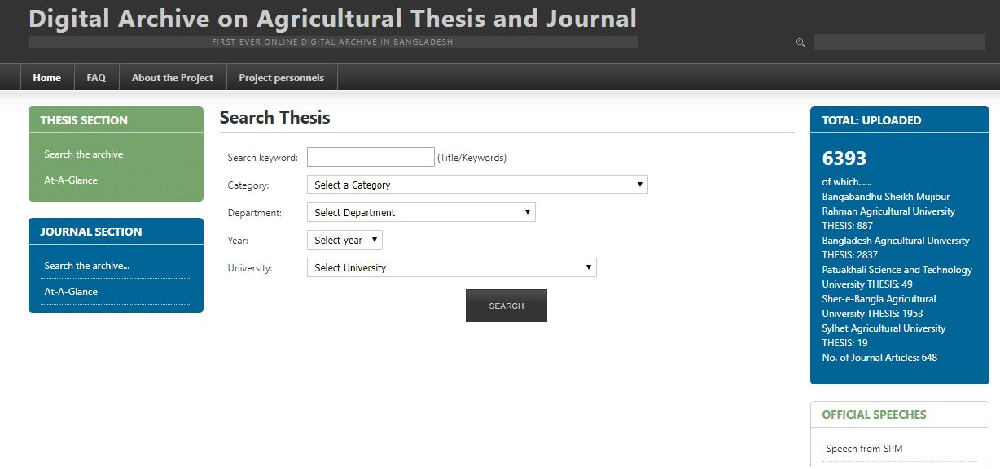 Digital Archive on Agricultural Thesis and Journal
FIRST EVER ONLINE DIGITAL ARCHIVE IN BANGLADESH
Home
FAQ
About the Project
Project personnels
THESIS SECTION
Search the archive
At-A-Glance
JOURNAL SECTION
Search the archive...
At-A-Glance
Search Thesis
Search keyword: (Title/Keywords)
Category: Select a Category
Department: Select Department
Year: Select year
University: Select University
SEARCH
TOTAL: UPLOADED
6393
of which......
Bangabandhu Sheikh Mujibur
Rahman Agricultural University
THESIS: 887
Bangladesh Agricultural University
THESIS: 2837
Patuakhali Science and Technology
University THESIS: 49
Sher-e-Bangla Agricultural
University THESIS: 1953
Sylhet Agricultural University
THESIS: 19
No. of Journal Articles: 648
OFFICIAL SPEECHES
Speech from SPM